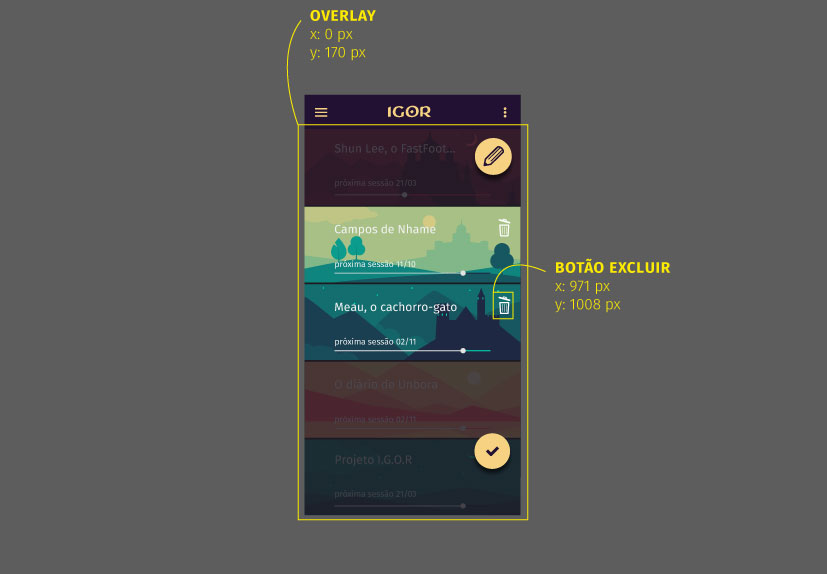 OVERLAY
x: 0 px
y: 170 px
IGOR
Shun Lee, o FastFoot...
próxima sessão 21/03
Campos de Nhame
próxima sessão 11/10
BOTÃO EXCLUIR
x: 971 px
y: 1008 px
Meau, o cachorro-gato
próxima sessão 02/11
O diário de Unbora
próxima sessão 02/11
Projeto I.G.O.R
próxima sessão 21/03